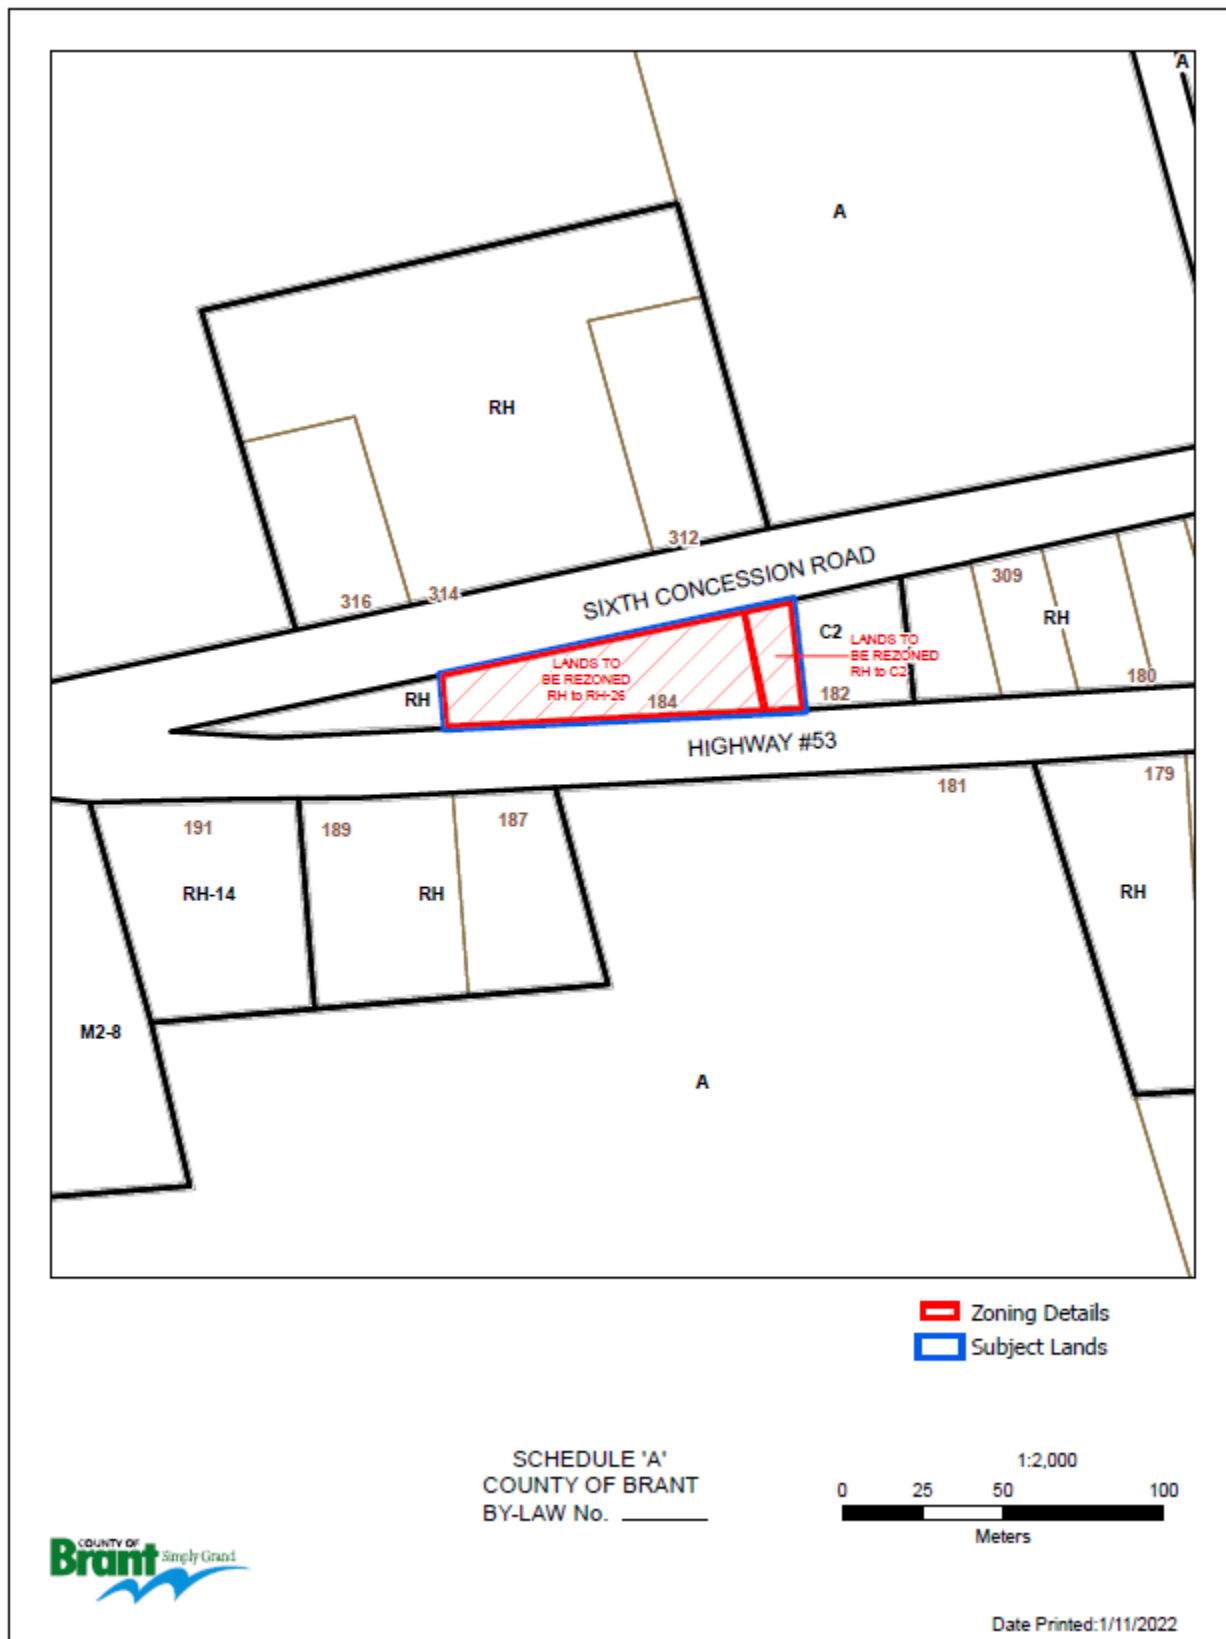 A
A
RH
312
SIXTH CONCESSION ROAD
314
316
309
RH
C2
LANDS TO
BE REZONED
RH to C2
LANDS TO
BE REZONED
RH to RH-26
RH
184
182
180
HIGHWAY #53
179
181
191
189
187
RH-14
RH
RH
M2-8
A
Zoning Details
Subject Lands
SCHEDULE 'A'
COUNTY OF BRANT
BY-LAW No. ________
1:2,000
0 25 50 100
Meters
COUNTY OF
Brant Simply Grand
Date Printed:1/11/2022